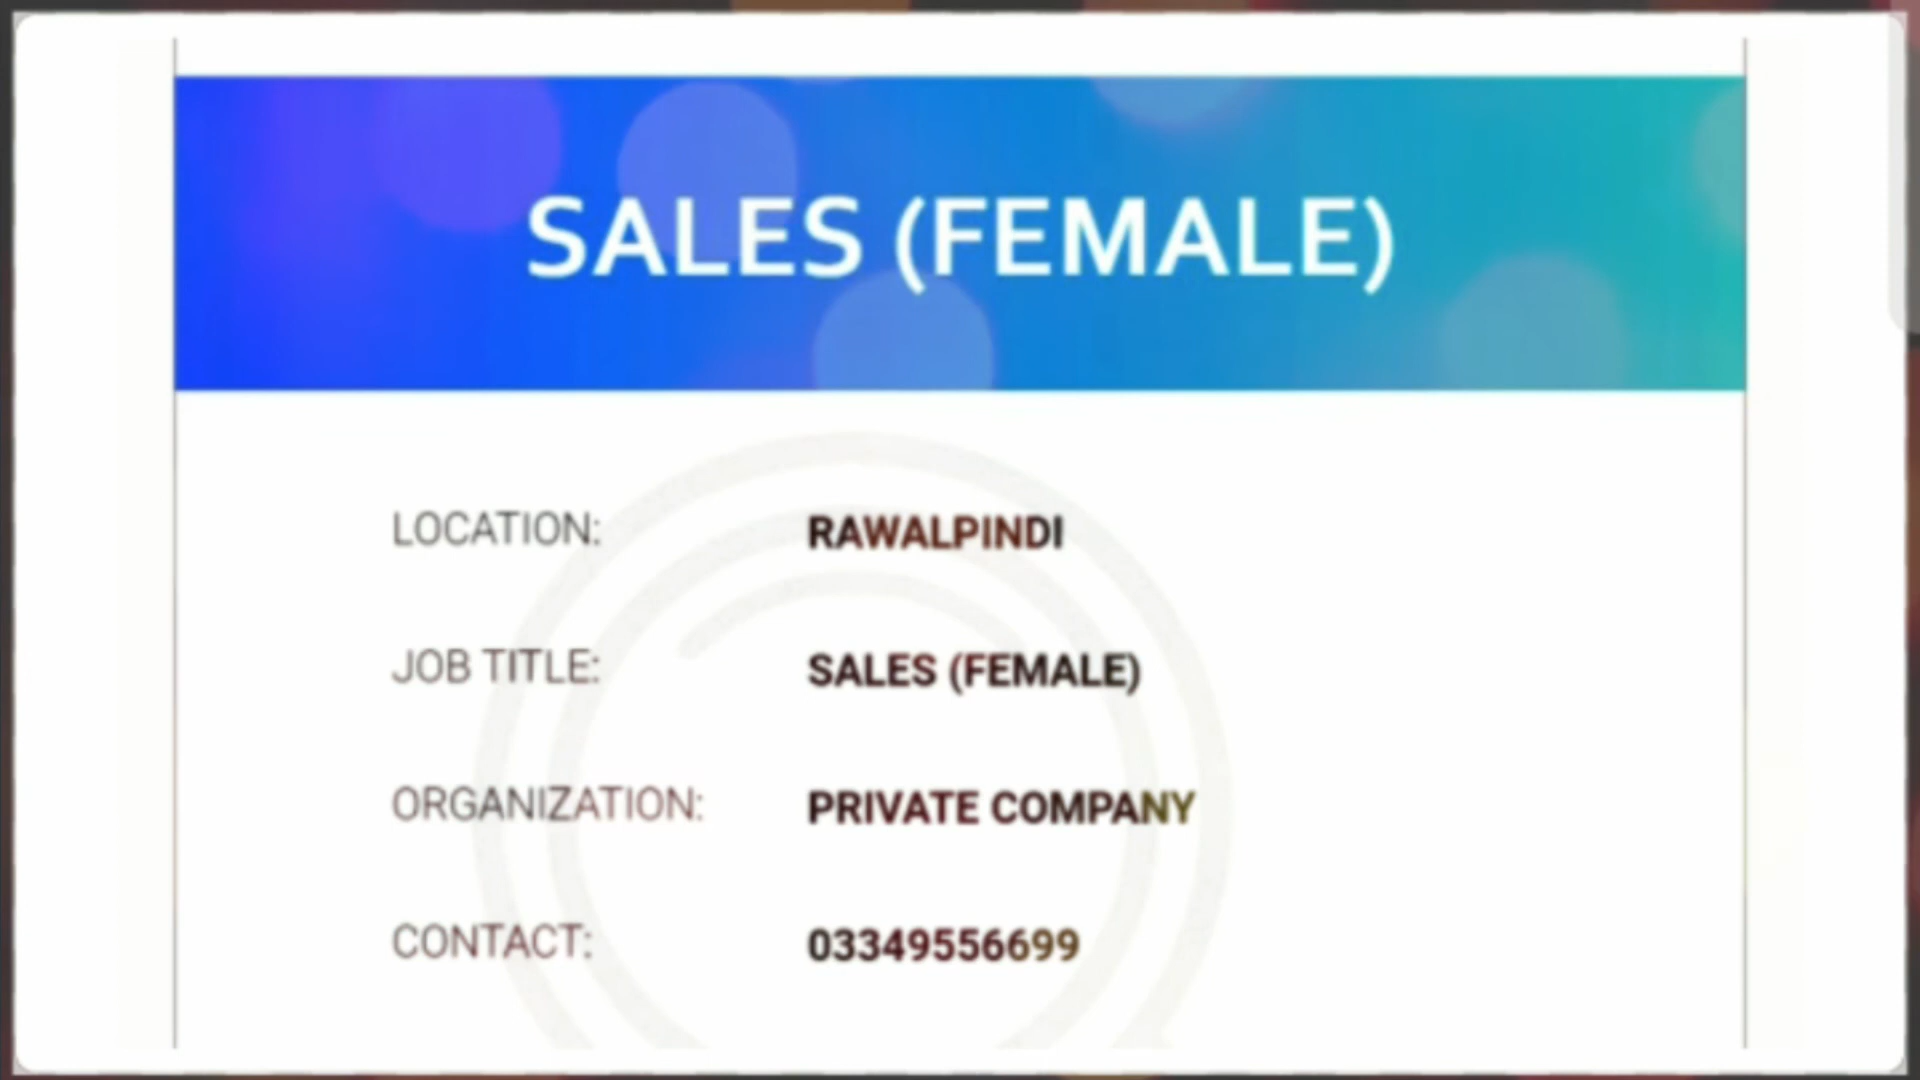 SALES (FEMALE)
LOCATION: RAWALPINDI
JOB TITLE: SALES (FEMALE)
ORGANIZATION: PRIVATE COMPANY
CONTACT: 03349556699